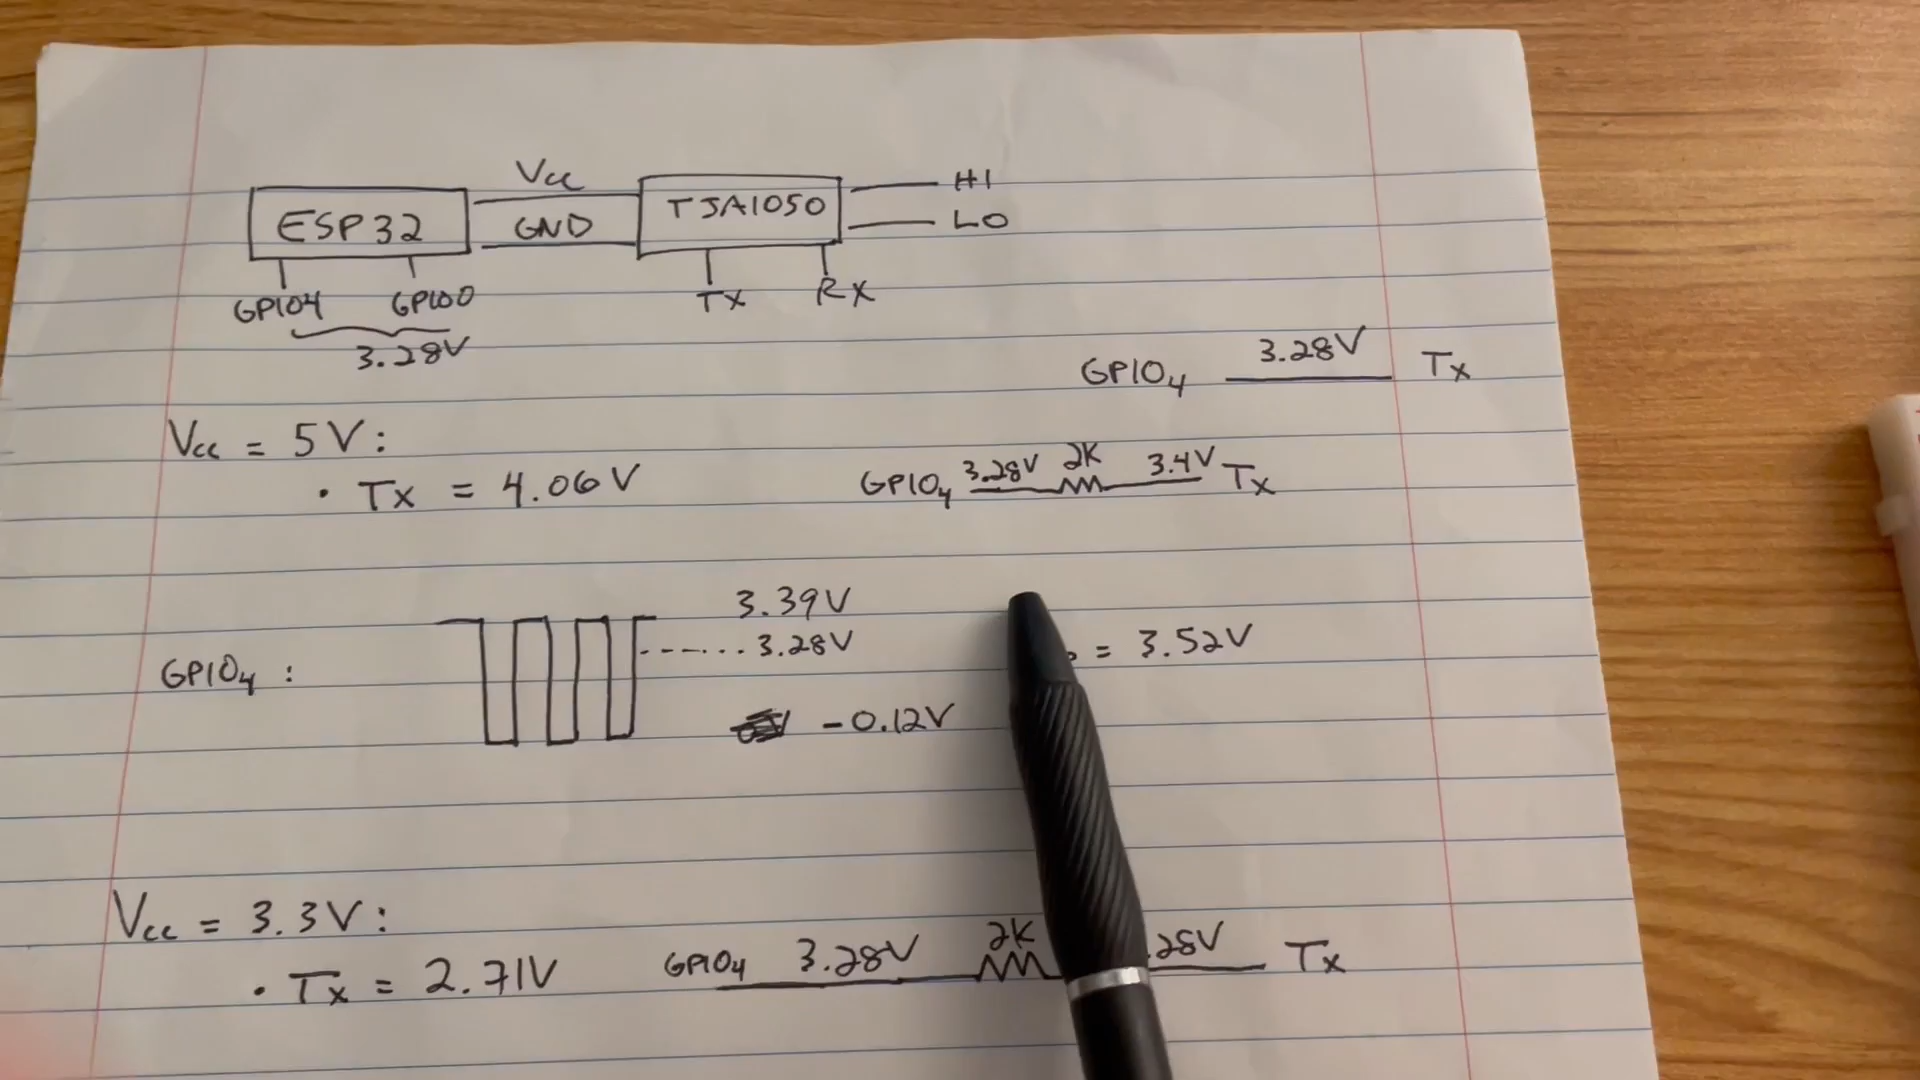 Vcc
ESP32 GND TJA1050 HI
LO
GPIO4 GPIO0 TX RX
3.28V
GPIO4 3.28V Tx
Vcc = 5V:
• Tx = 4.06V
GPIO4 3.28V 2K 3.4V Tx
3.39V
3.28V
GPIO4 : = 3.52V
-0.12V
Vcc = 3.3V:
• Tx = 2.71V
GPIO4 3.28V 2K .28V Tx